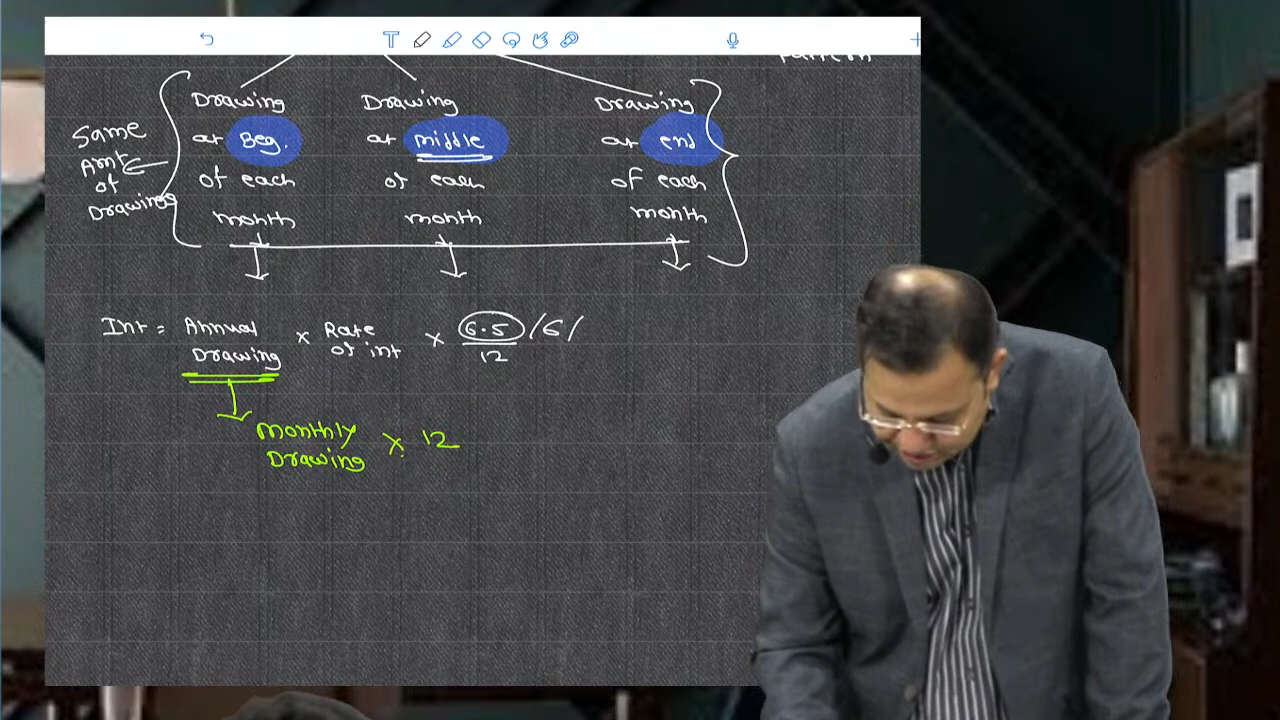 Pattern
Same
Amt
of
Drawings
Drawing
at Beg.
of each
month
Drawing
at middle
of each
month
Drawing
at end
of each
month
Int = Annual Drawing × Rate of int × 6.5/12 /6/
Monthly Drawing × 12